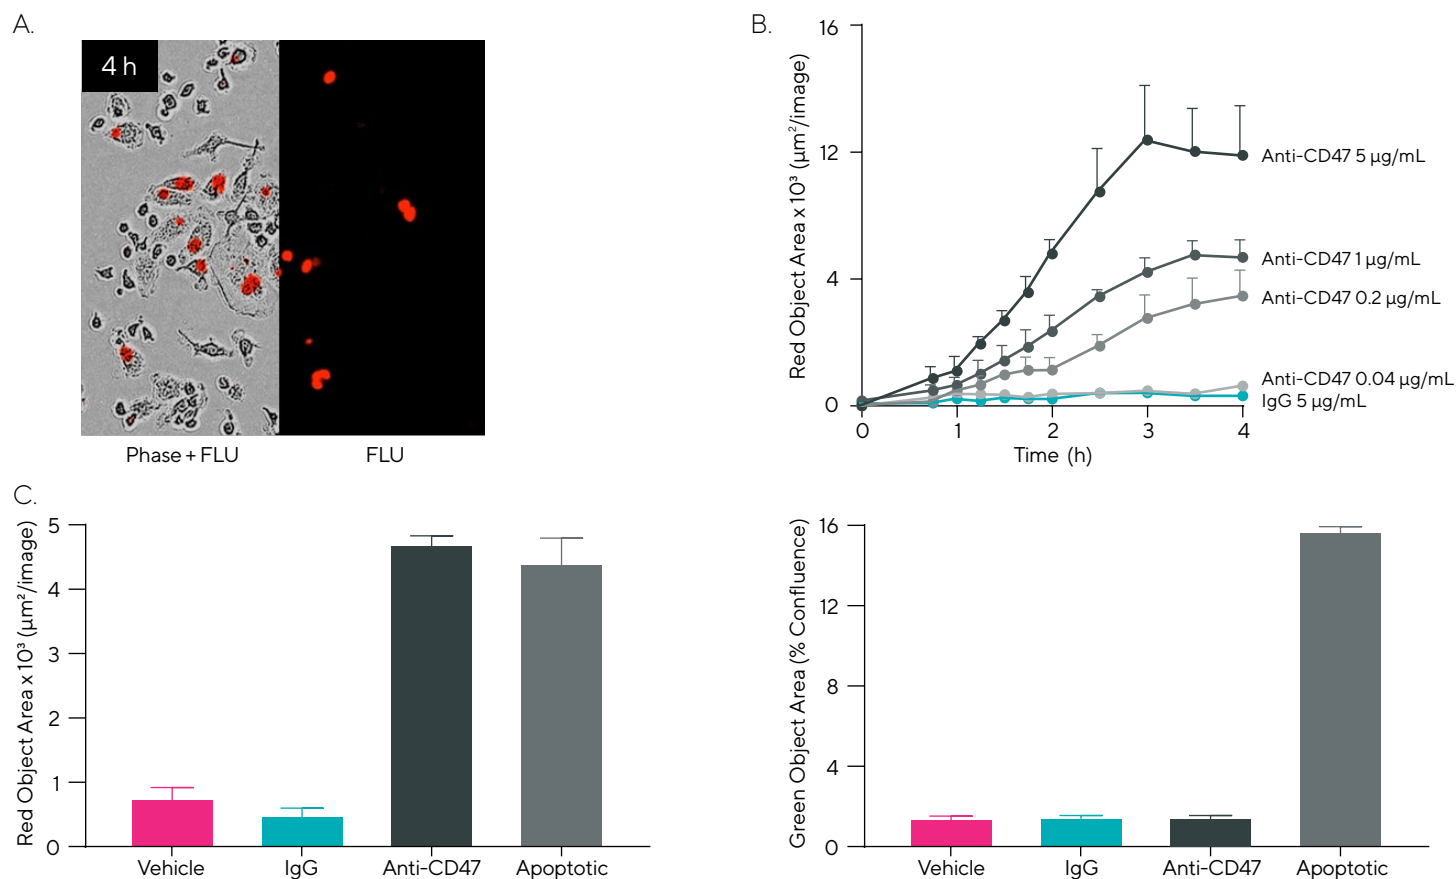 A.
4 h
Phase + FLU
FLU
B.
Red Object Area x 10³ (µm²/image)
16
12
4
0
0
1
2
3
4
Time (h)
Anti-CD47 5 µg/mL
Anti-CD47 1 µg/mL
Anti-CD47 0.2 µg/mL
Anti-CD47 0.04 µg/mL
IgG 5 µg/mL
C.
Red Object Area x 10³ (µm²/image)
5
4
3
2
1
0
Vehicle
IgG
Anti-CD47
Apoptotic
Green Object Area (% Confluence)
16
12
8
4
0
Vehicle
IgG
Anti-CD47
Apoptotic